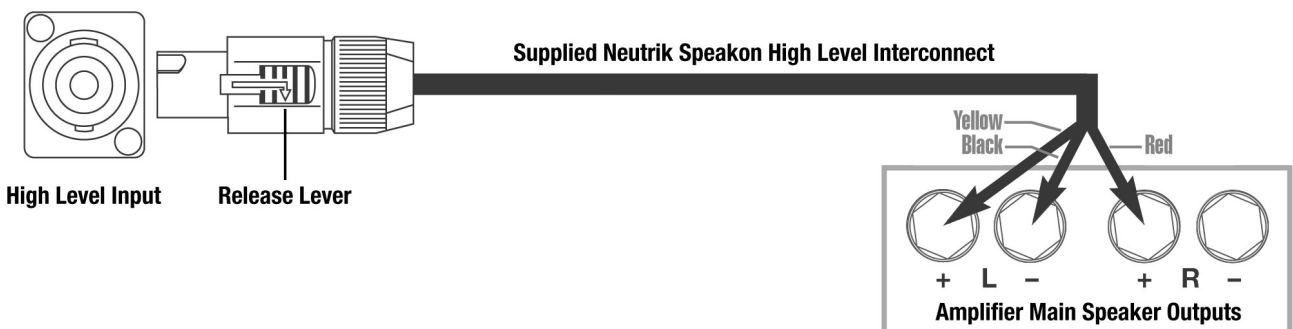 Supplied Neutrik Speakon High Level Interconnect
Yellow
Black
Red
High Level Input
Release Lever
+ L − + R −
Amplifier Main Speaker Outputs